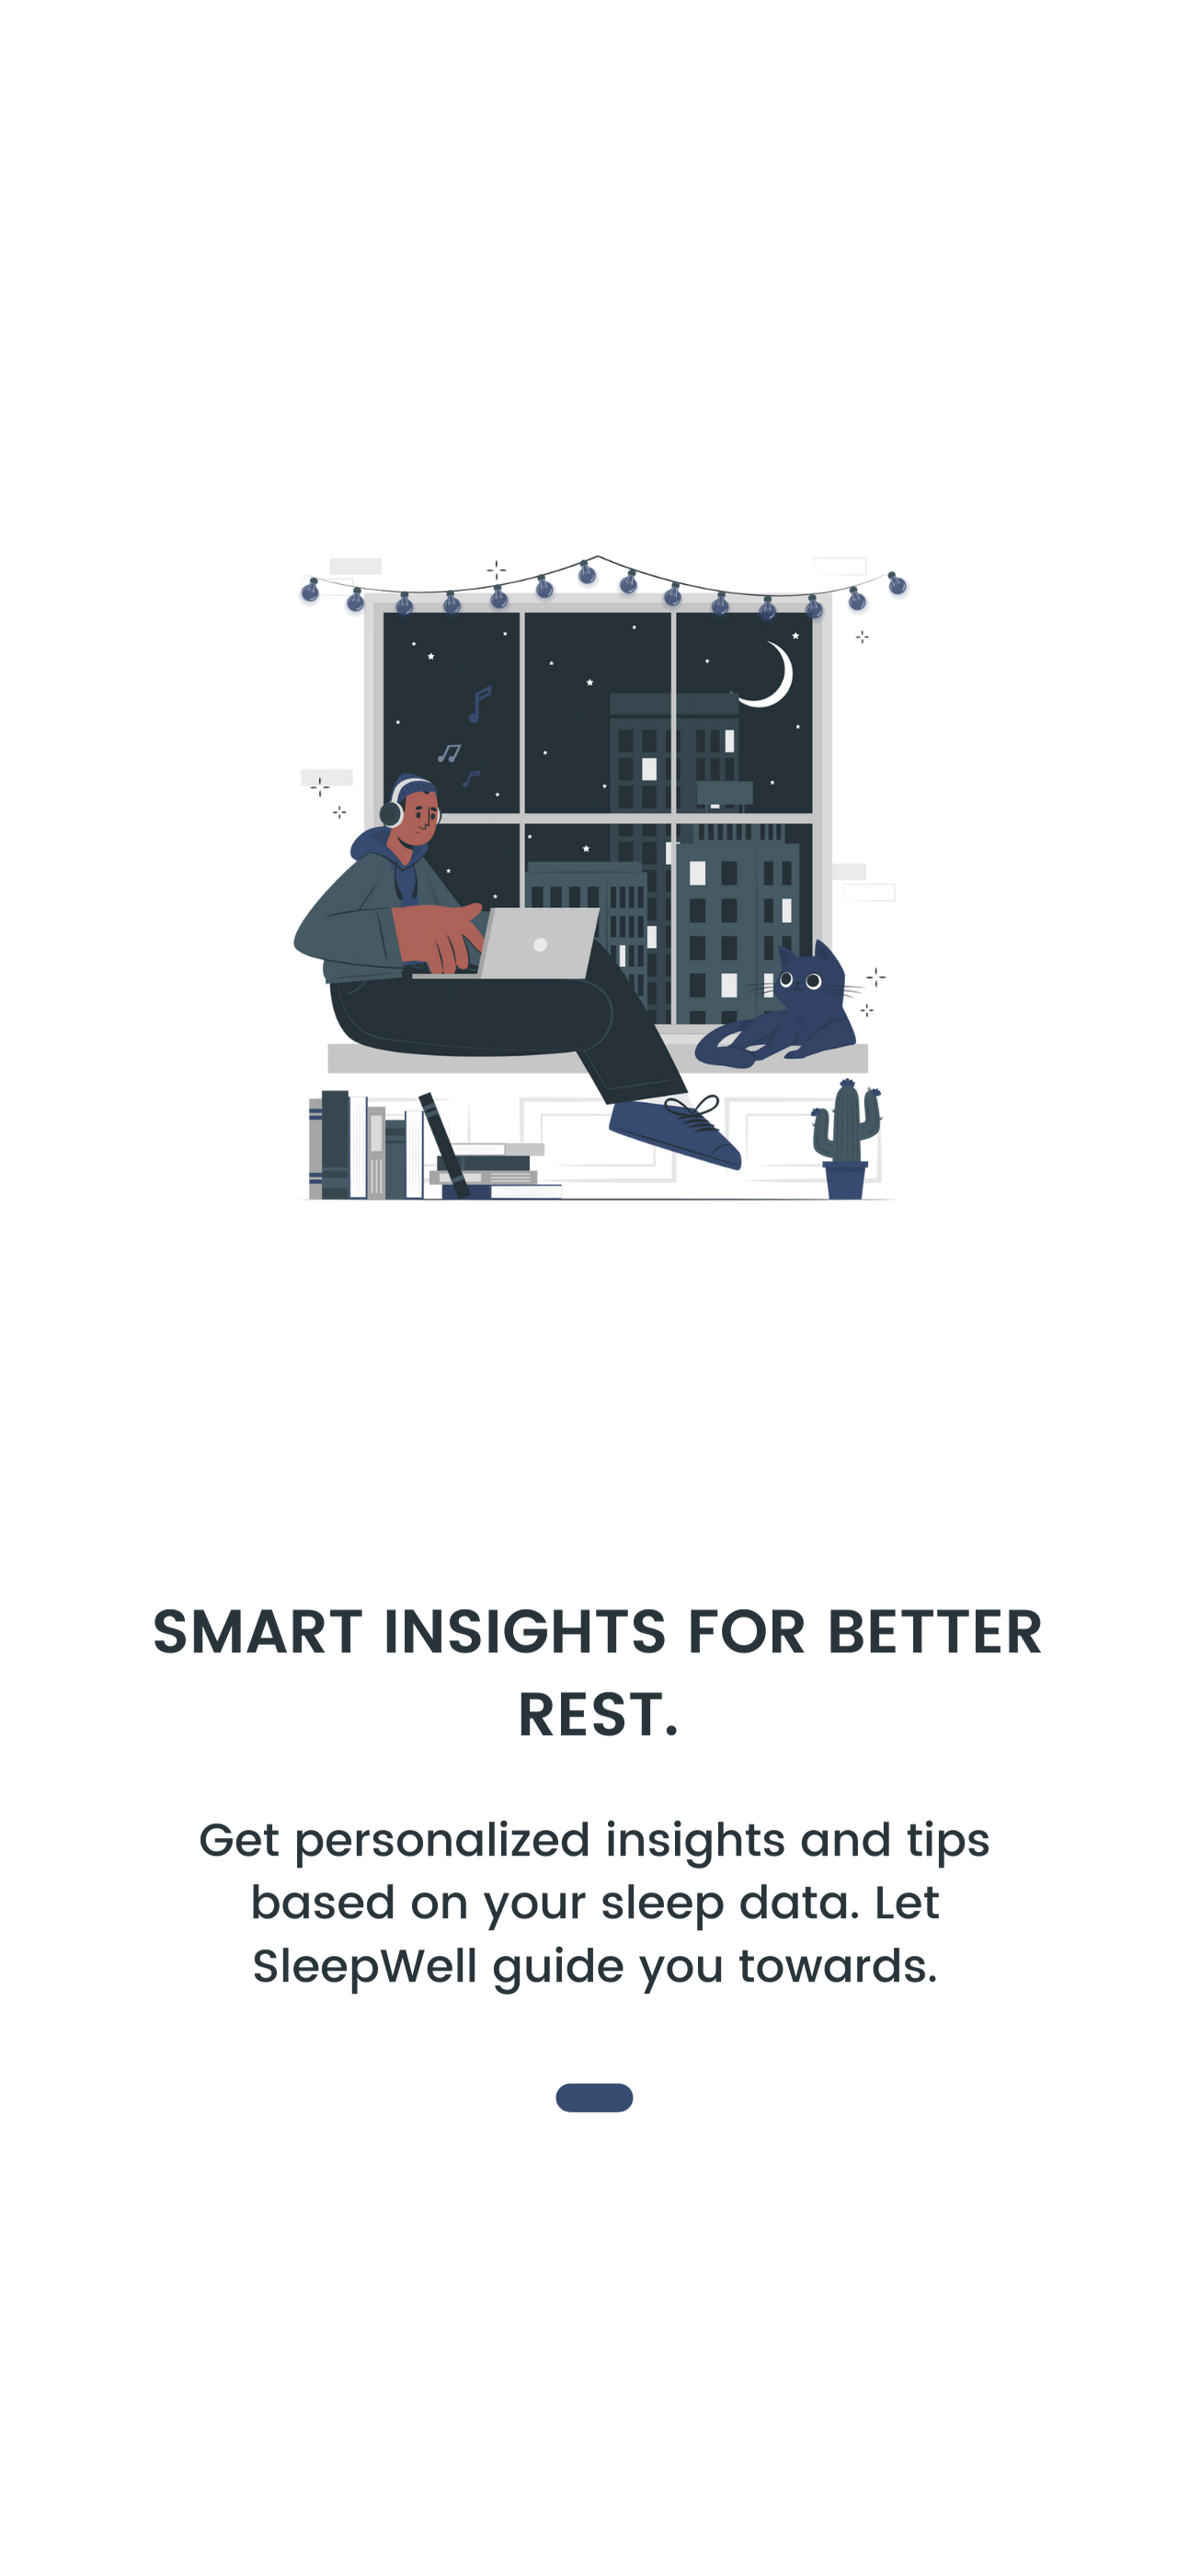 SMART INSIGHTS FOR BETTER
REST.
Get personalized insights and tips
based on your sleep data. Let
SleepWell guide you towards.